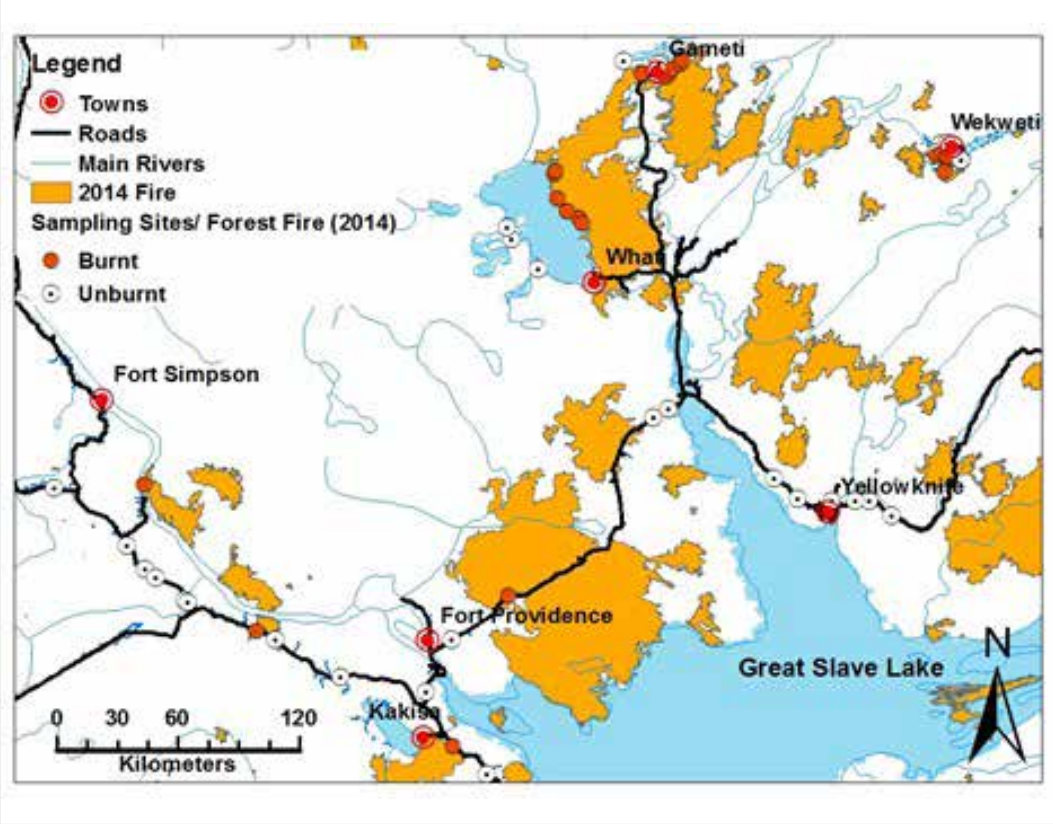 Legend
Towns
Roads
Main Rivers
2014 Fire
Sampling Sites/ Forest Fire (2014)
Burnt
Unburnt
Gameti
Wekweti
What
Fort Simpson
Yellowknife
Fort Providence
Great Slave Lake
N
Kakisa
0 30 60 120
Kilometers